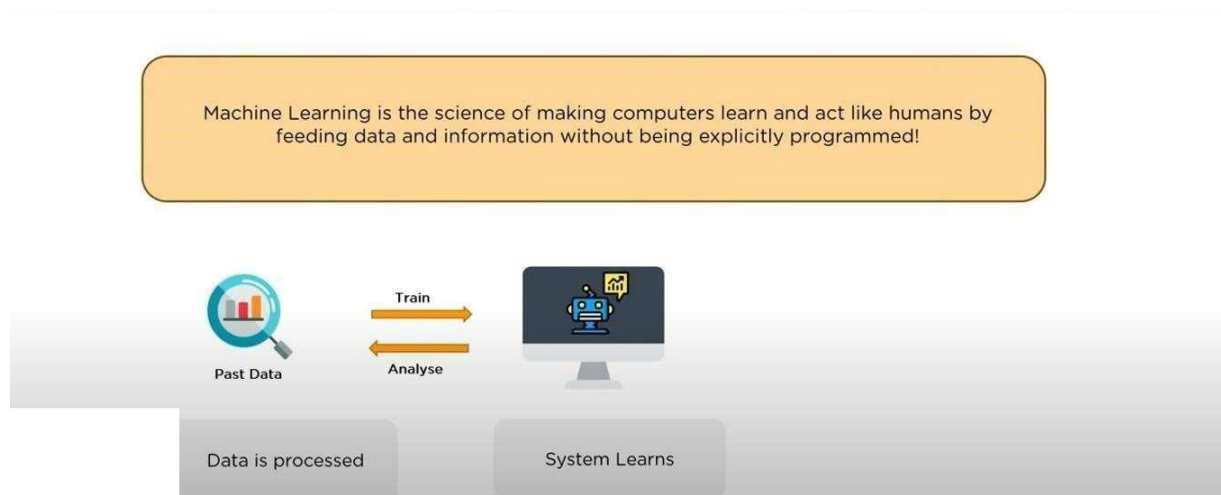 Machine Learning is the science of making computers learn and act like humans by
feeding data and information without being explicitly programmed!
Train
Analyse
Past Data
Data is processed
System Learns